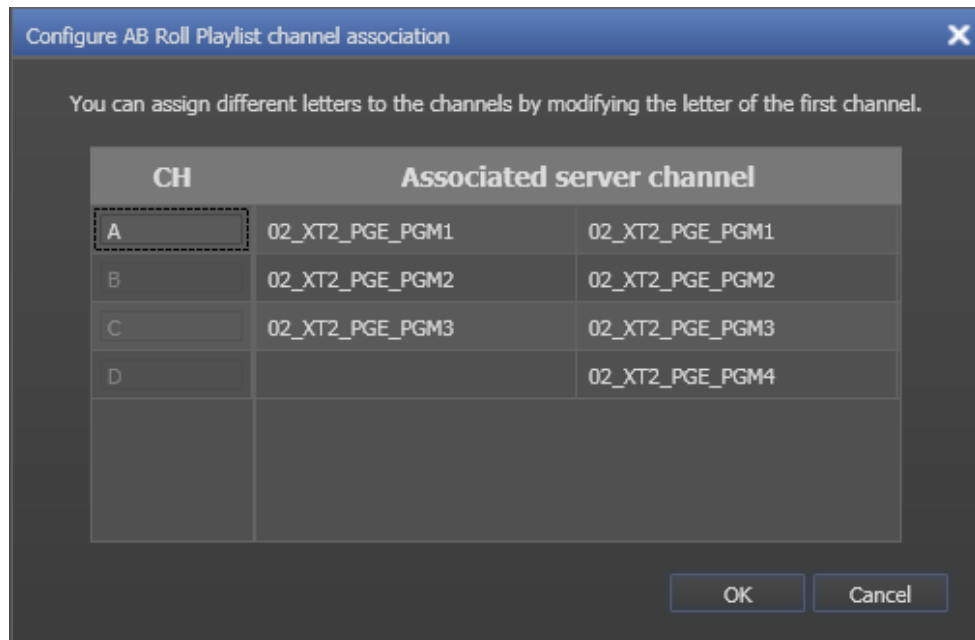 Configure AB Roll Playlist channel association
You can assign different letters to the channels by modifying the letter of the first channel.
CH Associated server channel
A 02_XT2_PGE_PGM1 02_XT2_PGE_PGM1
B 02_XT2_PGE_PGM2 02_XT2_PGE_PGM2
C 02_XT2_PGE_PGM3 02_XT2_PGE_PGM3
D 02_XT2_PGE_PGM4
OK Cancel